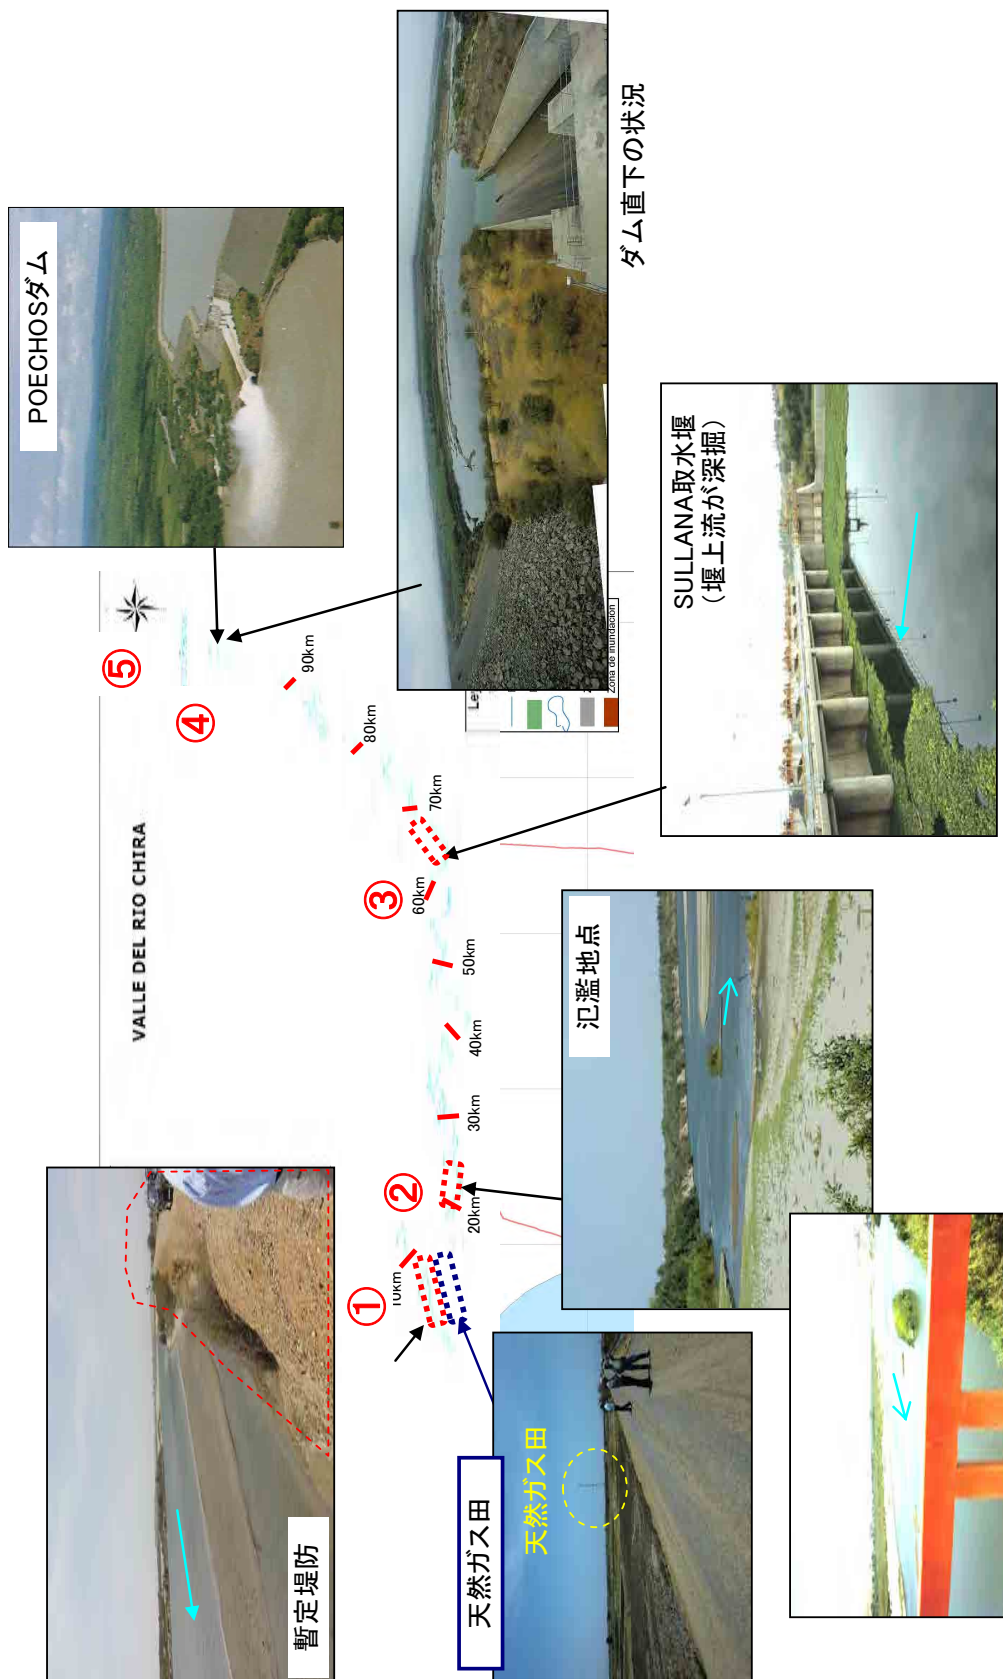 POECHOSダム
ダム直下の状況
SULLANA取水堰
（堰上流が深掘）
氾濫地点
暫定堤防
天然ガス田
天然ガス田
VALLE DEL RIO CHIRA
①
②
③
④
⑤
10km
20km
30km
40km
50km
60km
70km
80km
90km
Zona de inundación